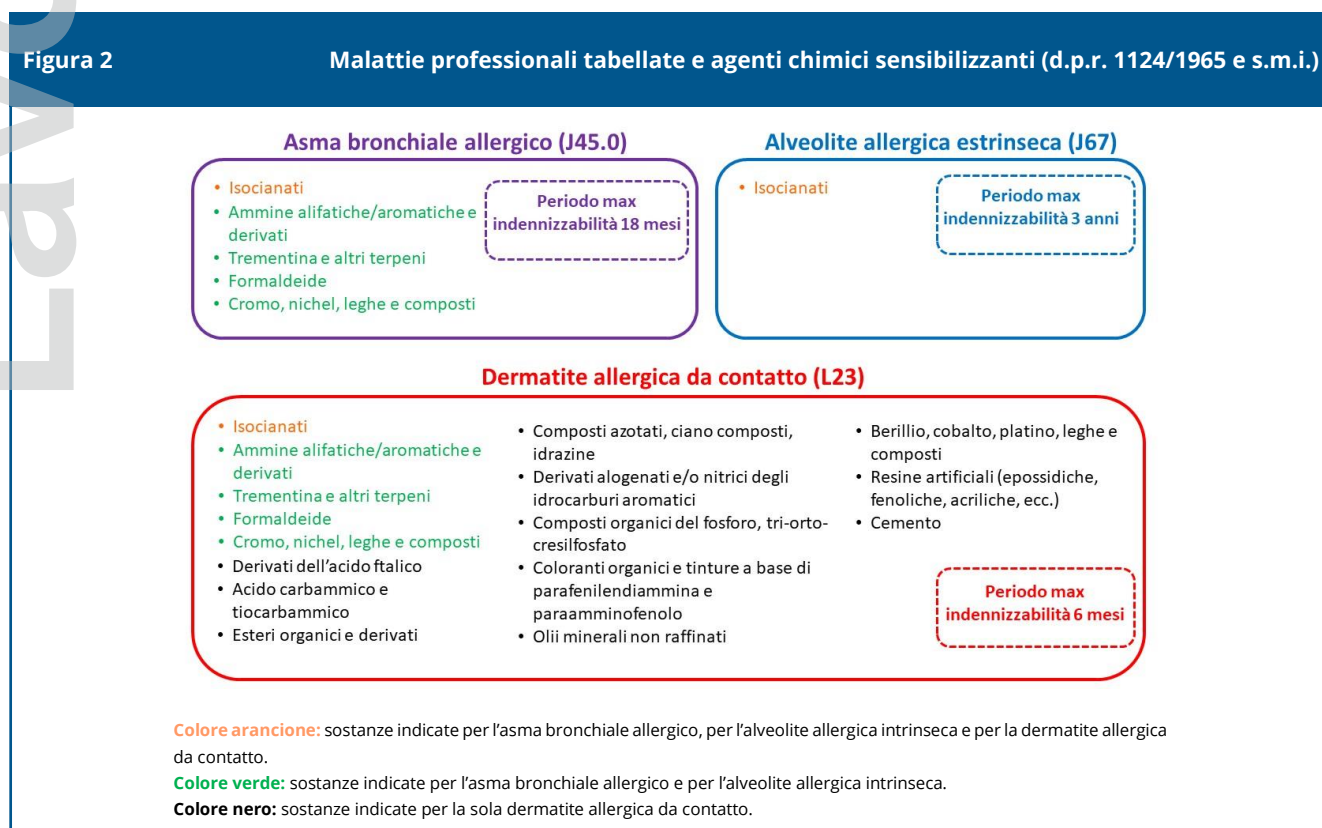 Figura 2
Malattie professionali tabellate e agenti chimici sensibilizzanti (d.p.r. 1124/1965 e s.m.i.)
Asma bronchiale allergico (J45.0)
• Isocianati
• Ammine alifatiche/aromatiche e
derivati
• Trementina e altri terpeni
• Formaldeide
• Cromo, nichel, leghe e composti
Periodo max
indennizzabilità 18 mesi
Alveolite allergica estrinseca (J67)
• Isocianati
Periodo max
indennizzabilità 3 anni
Dermatite allergica da contatto (L23)
• Isocianati
• Ammine alifatiche/aromatiche e
derivati
• Trementina e altri terpeni
• Formaldeide
• Cromo, nichel, leghe e composti
• Derivati dell'acido ftalico
• Acido carbammico e
tiocarbammico
• Esteri organici e derivati
• Composti azotati, ciano composti,
idrazine
• Derivati alogenati e/o nitrici degli
idrocarburi aromatici
• Composti organici del fosforo, tri-orto-
cresilfosfato
• Coloranti organici e tinture a base di
parafenilendiammina e
paraamminofenolo
• Olii minerali non raffinati
• Berillio, cobalto, platino, leghe e
composti
• Resine artificiali (epossidiche,
fenoliche, acriliche, ecc.)
• Cemento
Periodo max
indennizzabilità 6 mesi
Colore arancione: sostanze indicate per l'asma bronchiale allergico, per l'alveolite allergica intrinseca e per la dermatite allergica
da contatto.
Colore verde: sostanze indicate per l'asma bronchiale allergico e per l'alveolite allergica intrinseca.
Colore nero: sostanze indicate per la sola dermatite allergica da contatto.